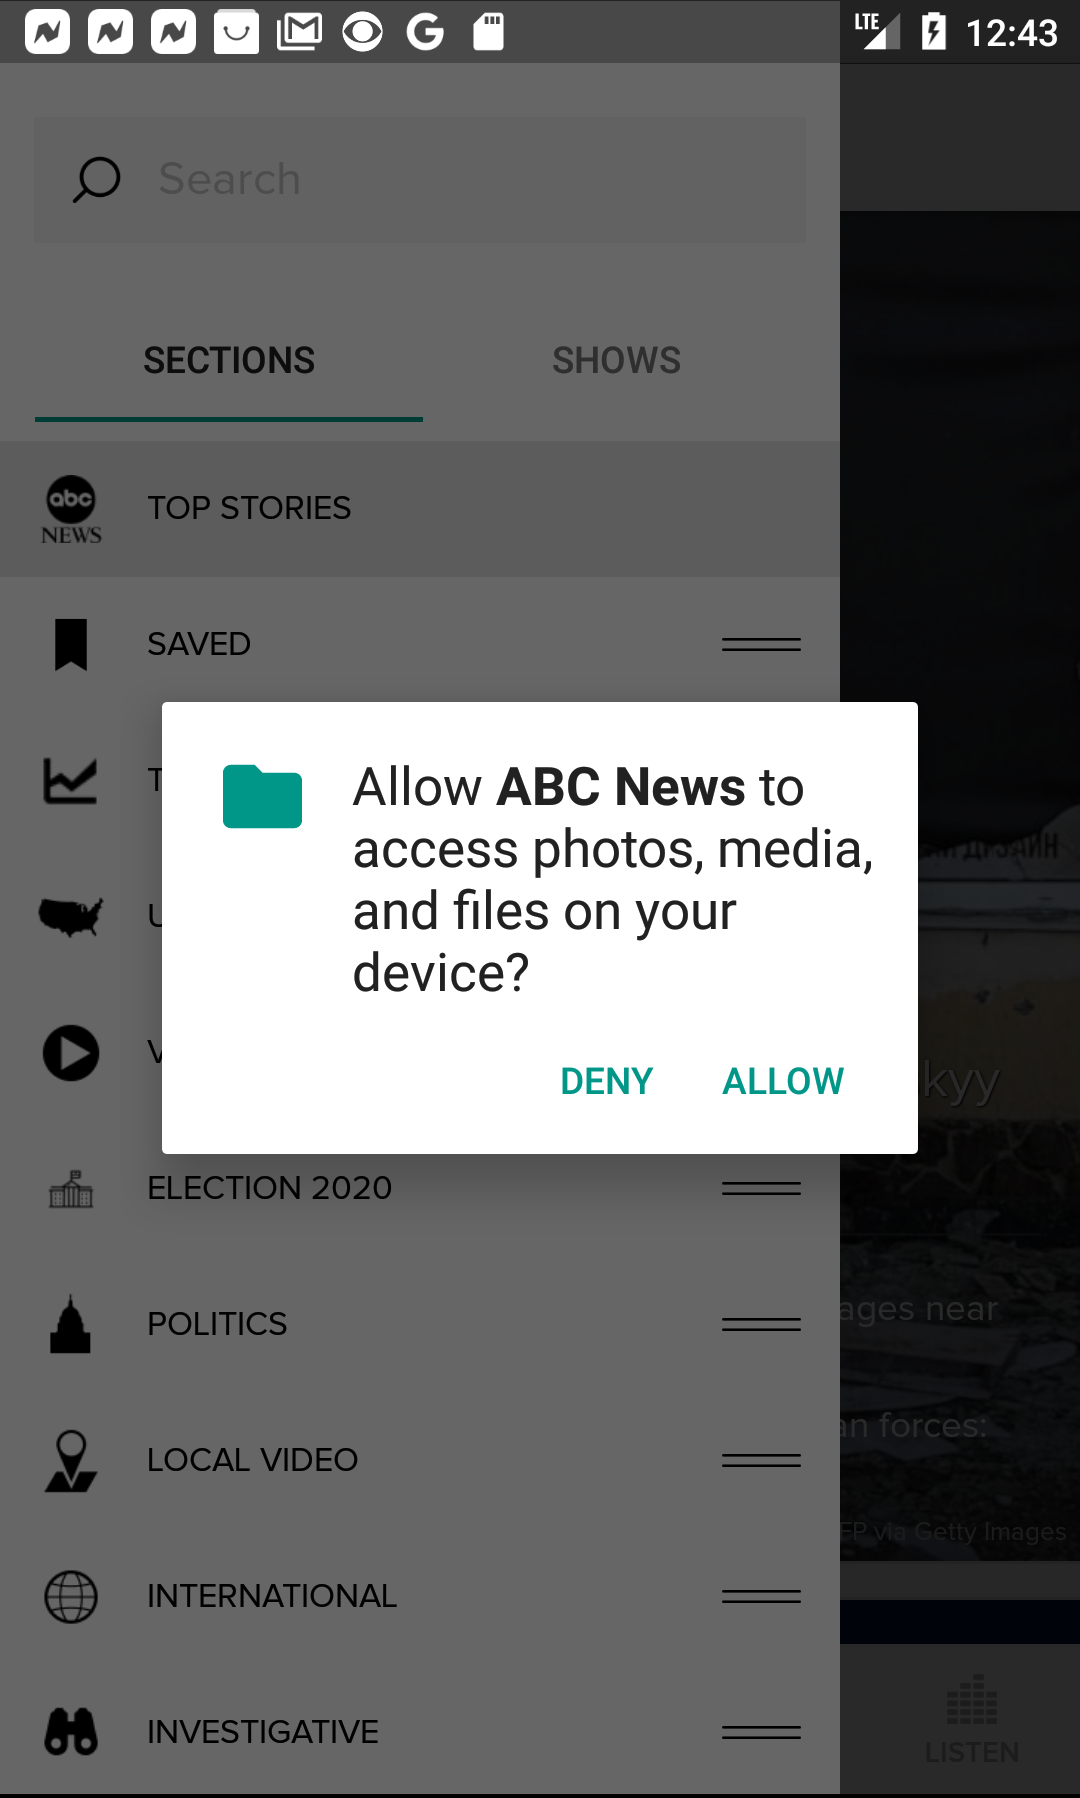 LTE 12:43
Search
SECTIONS SHOWS
abc NEWS TOP STORIES
SAVED
Allow ABC News to
access photos, media,
and files on your
device?
kyy
DENY ALLOW
ELECTION 2020
ages near
POLITICS
an forces:
LOCAL VIDEO
FP via Getty Images
INTERNATIONAL
INVESTIGATIVE
LISTEN